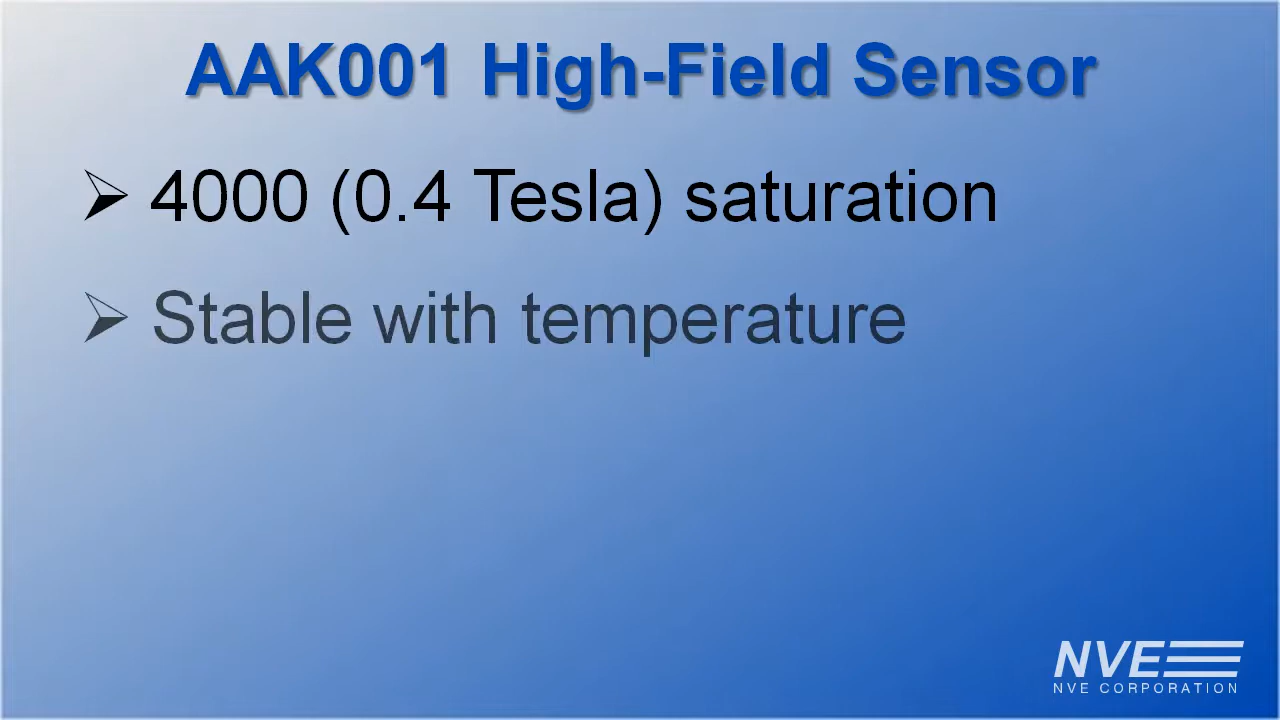 AAK001 High-Field Sensor
➢ 4000 (0.4 Tesla) saturation
➢ Stable with temperature
NVE
NVE CORPORATION